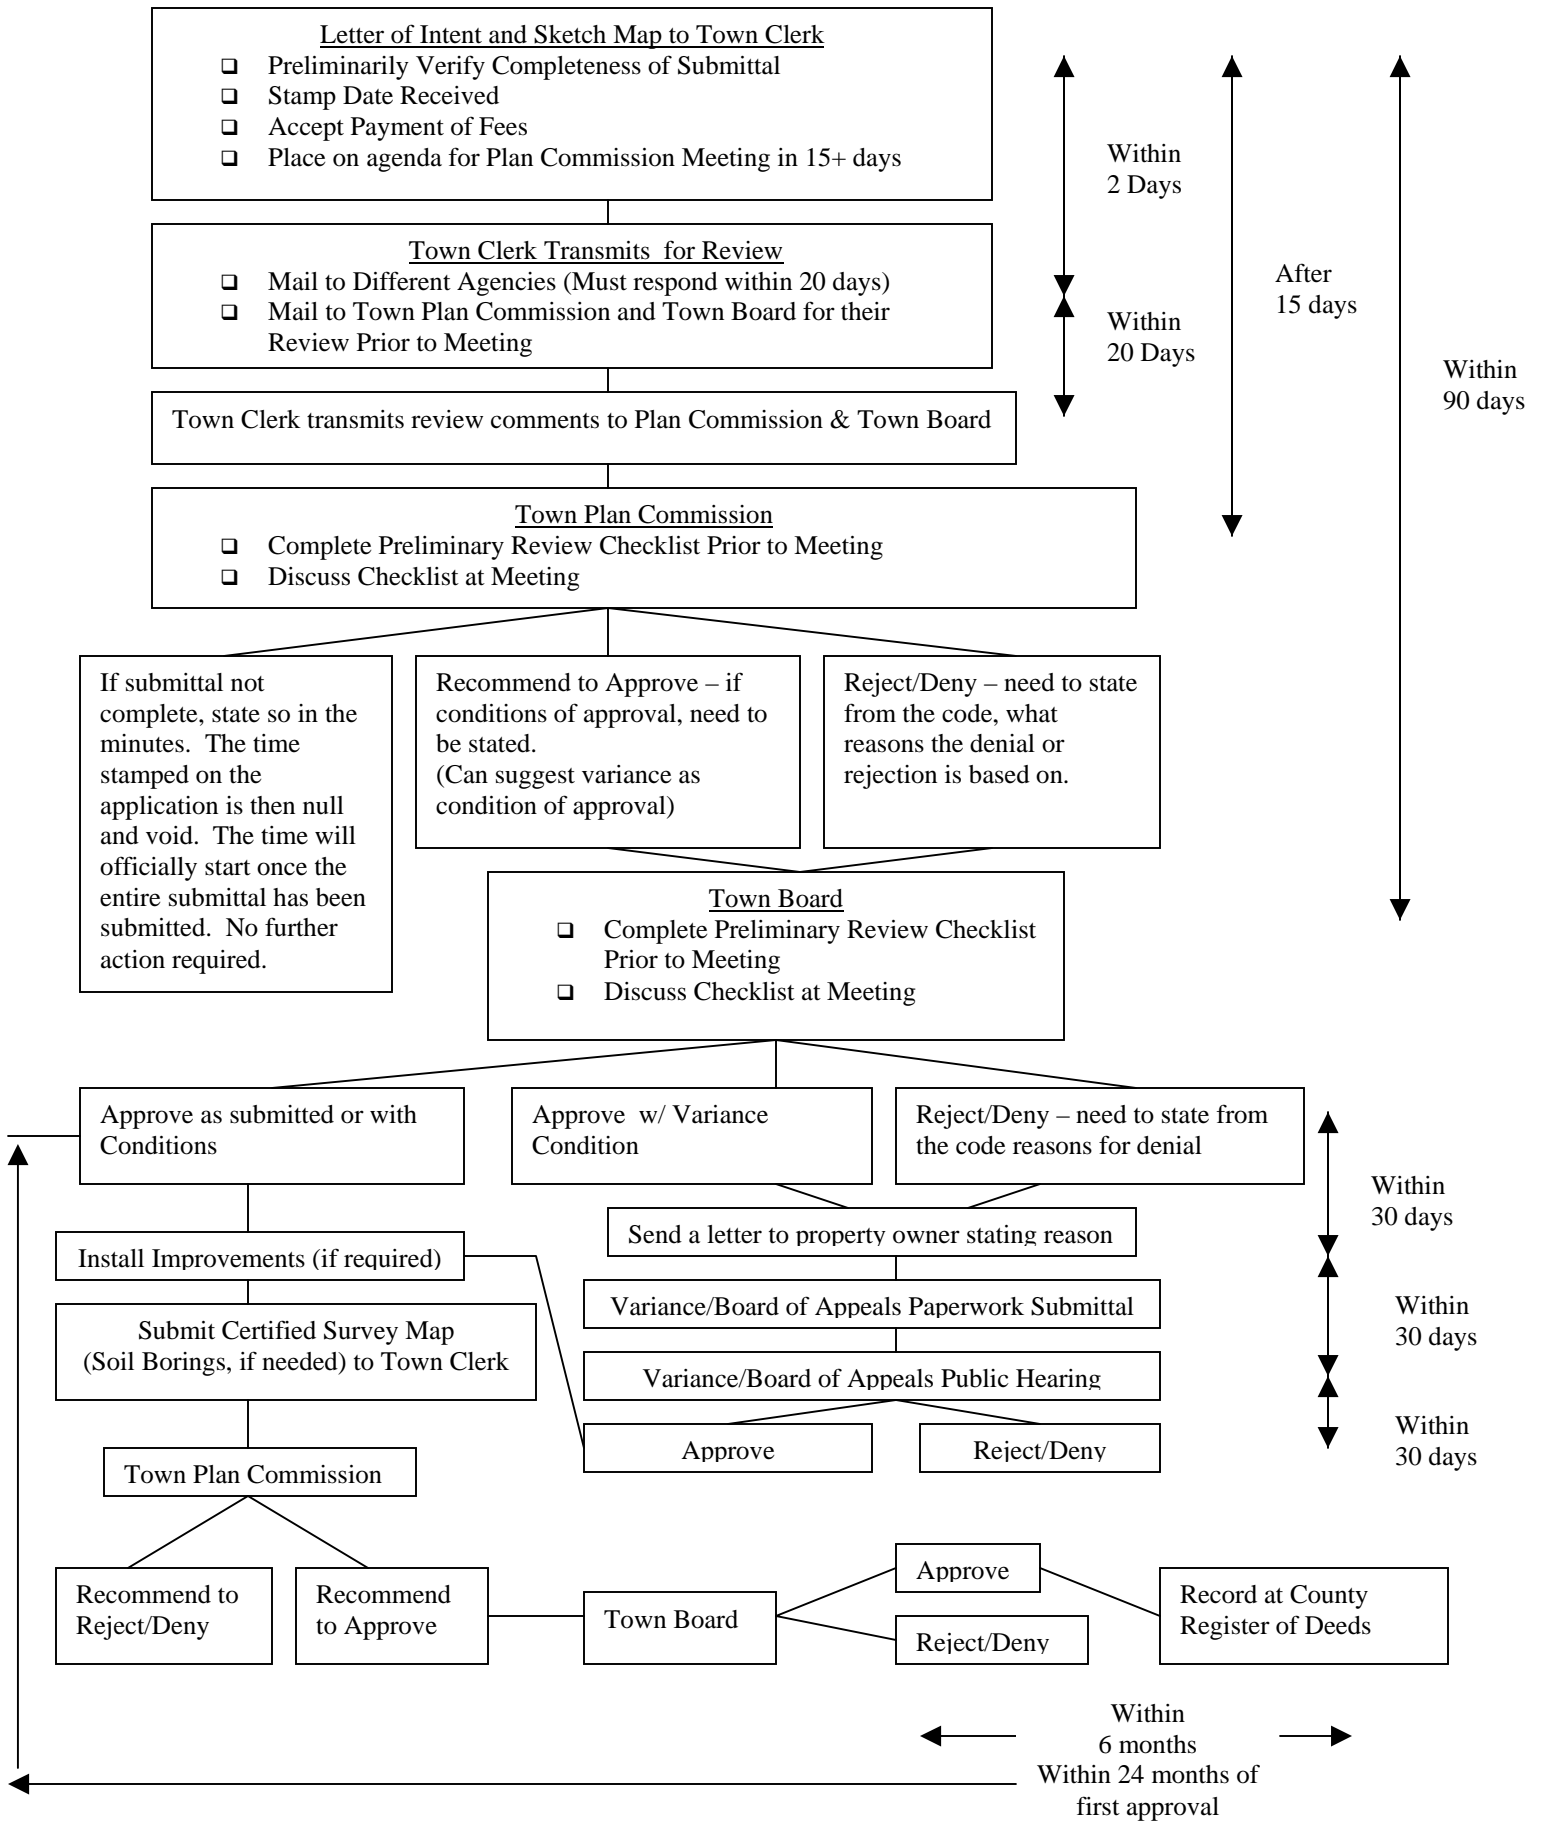 Letter of Intent and Sketch Map to Town Clerk
❑ Preliminarily Verify Completeness of Submittal
❑ Stamp Date Received
❑ Accept Payment of Fees
❑ Place on agenda for Plan Commission Meeting in 15+ days
Within
2 Days
Town Clerk Transmits  for Review
❑ Mail to Different Agencies (Must respond within 20 days)
❑ Mail to Town Plan Commission and Town Board for their
Review Prior to Meeting
After
15 days
Within
20 Days
Within
90 days
Town Clerk transmits review comments to Plan Commission & Town Board
Town Plan Commission
❑ Complete Preliminary Review Checklist Prior to Meeting
❑ Discuss Checklist at Meeting
If submittal not
complete, state so in the
minutes.  The time
stamped on the
application is then null
and void.  The time will
officially start once the
entire submittal has been
submitted.  No further
action required.
Recommend to Approve – if
conditions of approval, need to
be stated.
(Can suggest variance as
condition of approval)
Reject/Deny – need to state
from the code, what
reasons the denial or
rejection is based on.
Town Board
❑ Complete Preliminary Review Checklist
Prior to Meeting
❑ Discuss Checklist at Meeting
Approve as submitted or with
Conditions
Approve  w/ Variance
Condition
Reject/Deny – need to state from
the code reasons for denial
Within
30 days
Install Improvements (if required)
Send a letter to property owner stating reason
Submit Certified Survey Map
(Soil Borings, if needed) to Town Clerk
Variance/Board of Appeals Paperwork Submittal
Within
30 days
Variance/Board of Appeals Public Hearing
Approve
Reject/Deny
Within
30 days
Town Plan Commission
Recommend to
Reject/Deny
Recommend
to Approve
Town Board
Approve
Reject/Deny
Record at County
Register of Deeds
Within
6 months
Within 24 months of
first approval